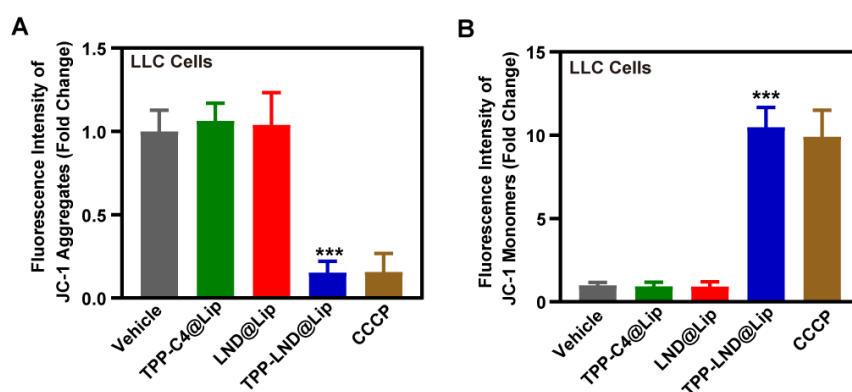 A
Fluorescence Intensity of
JC-1 Aggregates (Fold Change)
1.5
1.0
0.5
0.0
LLC Cells
***
Vehicle
TPP-C4@Lip
LND@Lip
TPP-LND@Lip
CCCP
B
Fluorescence Intensity of
JC-1 Monomers (Fold Change)
15
10
5
0
LLC Cells
***
Vehicle
TPP-C4@Lip
LND@Lip
TPP-LND@Lip
CCCP